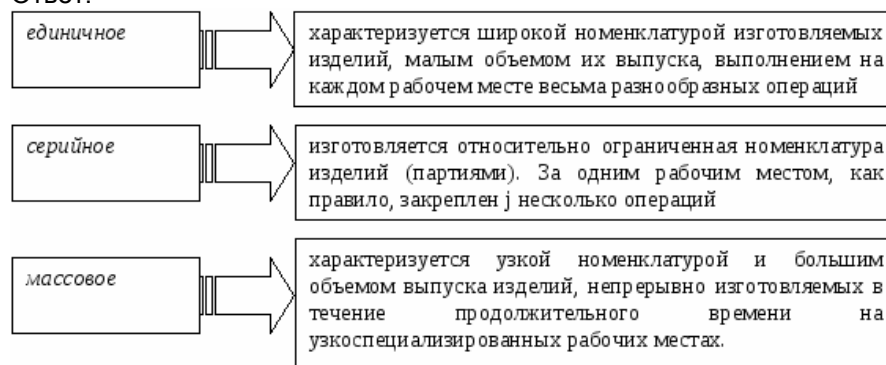 Ответ:
единичное
характеризуется широкой номенклатурой изготовляемых
изделий, малым объемом их выпуска, выполнением на
каждом рабочем месте весьма разнообразных операций
серийное
изготовляется относительно ограниченная номенклатура
изделий (партиями). За одним рабочим местом, как
правило, закреплен j несколько операций
массовое
характеризуется узкой номенклатурой и большим
объемом выпуска изделий, непрерывно изготовляемых в
течение продолжительного времени на
узкоспециализированных рабочих местах.